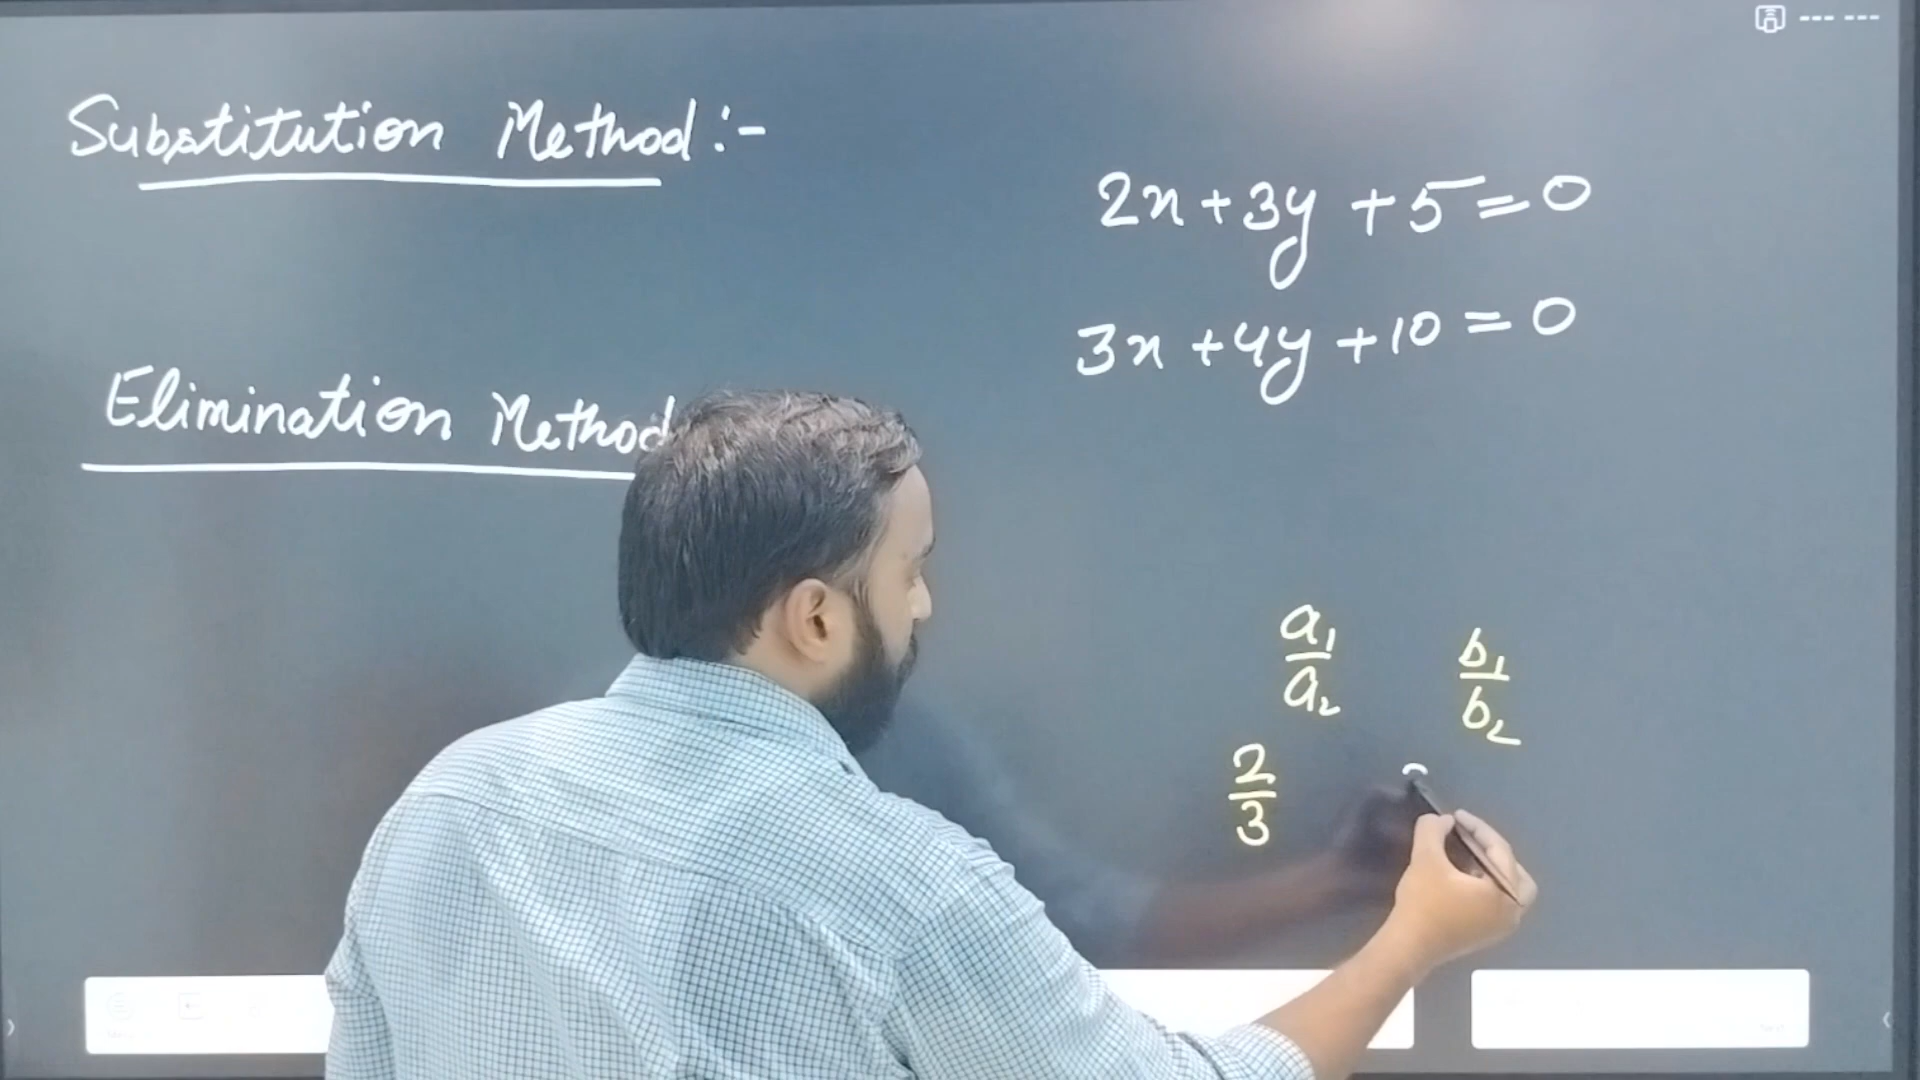 Substitution Method:-
2x+3y+5=0
3x+4y+10=0
Elimination Method
a₁/a₂ b₁/b₂
2/3